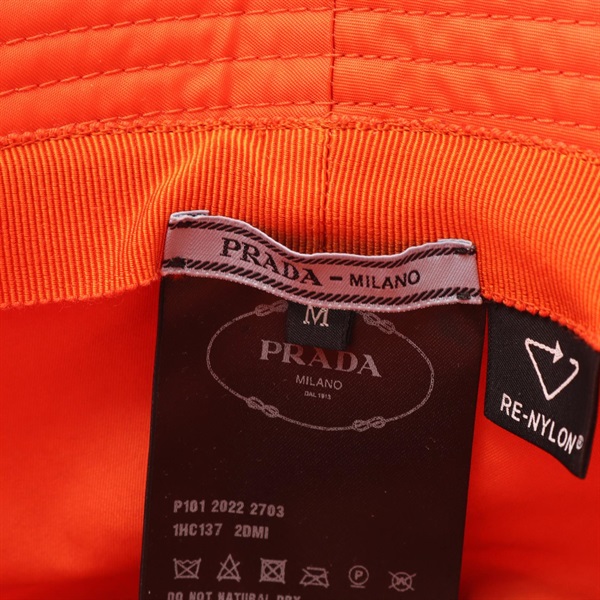 PRADA – MILANO
M
PRADA
MILANO
DAL 1913
RE-NYLON®
P101 2022 2703
1HC137 2DMI
DO NOT NATURAL DRY